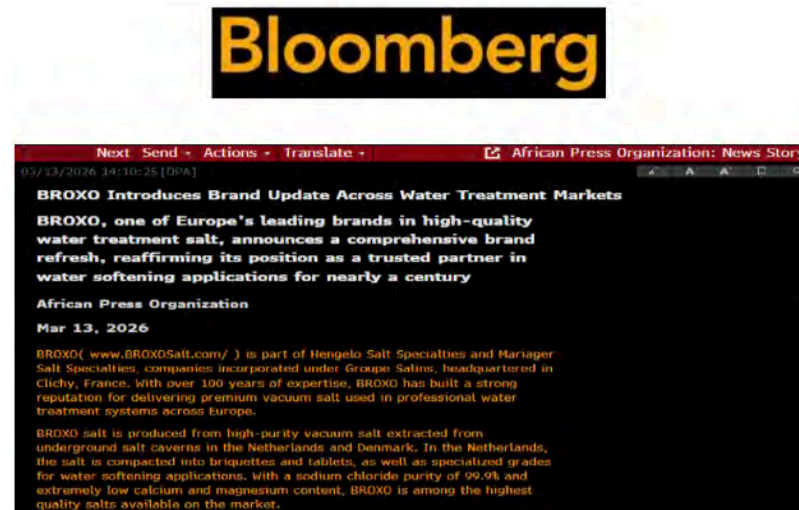 Bloomberg
Next Send Actions Translate African Press Organization: News Story
03/13/2026 14:10:25 [DPA]
BROXO Introduces Brand Update Across Water Treatment Markets
BROXO, one of Europe's leading brands in high-quality
water treatment salt, announces a comprehensive brand
refresh, reaffirming its position as a trusted partner in
water softening applications for nearly a century
African Press Organization
Mar 13, 2026
BROXO( www.BROXOSalt.com/ ) is part of Hengelo Salt Specialties and Mariager
Salt Specialties, companies incorporated under Groupe Salins, headquartered in
Clichy, France. With over 100 years of expertise, BROXO has built a strong
reputation for delivering premium vacuum salt used in professional water
treatment systems across Europe.
BROXO salt is produced from high-purity vacuum salt extracted from
underground salt caverns in the Netherlands and Denmark. In the Netherlands,
the salt is compacted into briquettes and tablets, as well as specialized grades
for water softening applications. With a sodium chloride purity of 99.9% and
extremely low calcium and magnesium content, BROXO is among the highest
quality salts available on the market.